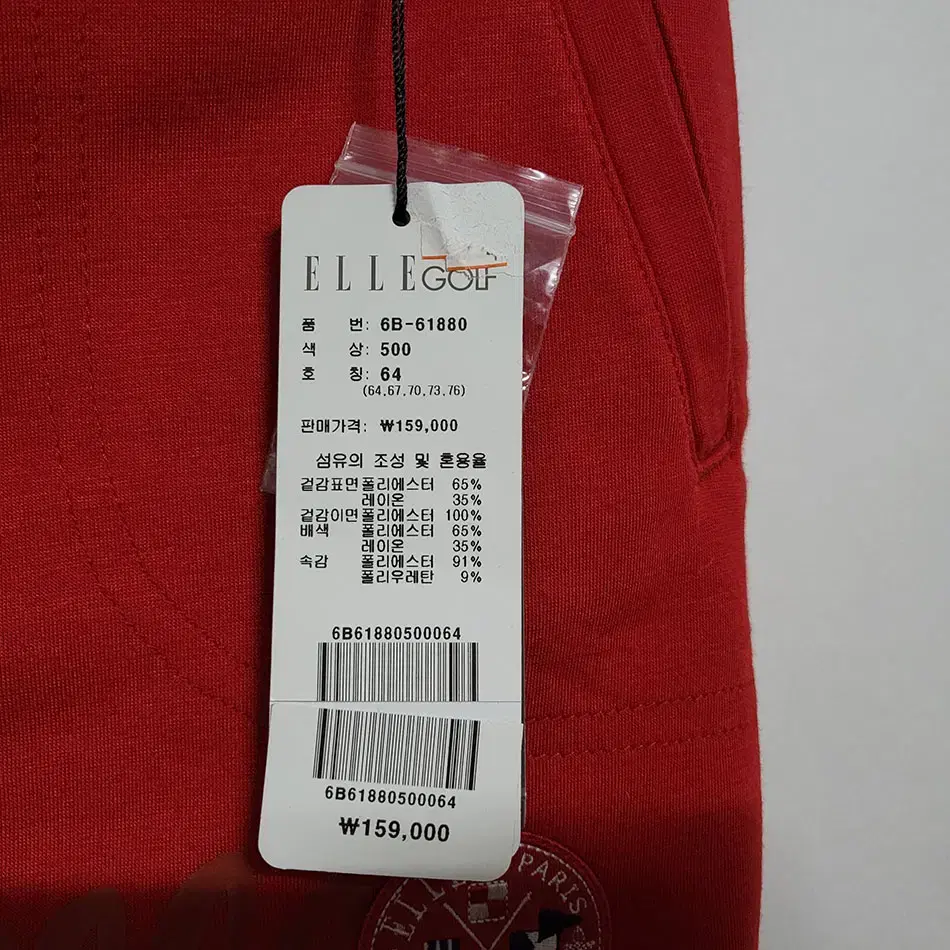 ELLE GOLF
품 번: 6B-61880
색 상: 500
호 칭: 64
(64,67,70,73,76)
판매가격: ₩159,000
섬유의 조성 및 혼용율
겉감표면 폴리에스터 65%
레이온 35%
겉감이면 폴리에스터 100%
배색 폴리에스터 65%
레이온 35%
속감 폴리에스터 91%
폴리우레탄 9%
6B61880500064
6B61880500064
₩159,000
ELLE PARIS